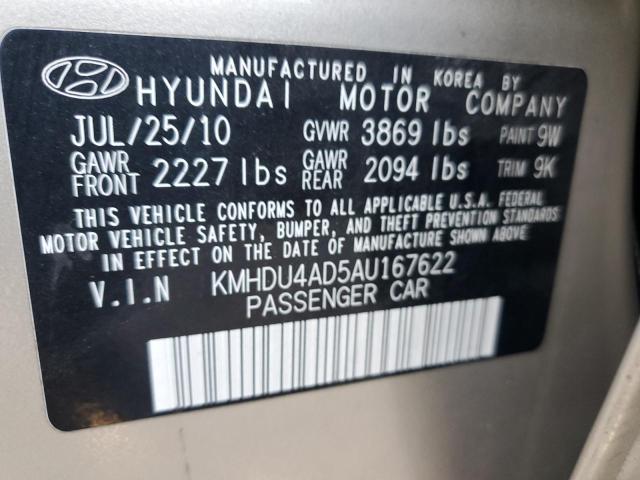 MANUFACTURED IN KOREA BY
HYUNDAI MOTOR COMPANY
JUL/25/10 GVWR 3869 lbs PAINT 9W
GAWR FRONT 2227 lbs GAWR REAR 2094 lbs TRIM 9K
THIS VEHICLE CONFORMS TO ALL APPLICABLE U.S.A. FEDERAL
MOTOR VEHICLE SAFETY, BUMPER, AND THEFT PREVENTION STANDARDS
IN EFFECT ON THE DATE OF MANUFACTURE SHOWN ABOVE.
V.I.N KMHDU4AD5AU167622
PASSENGER CAR